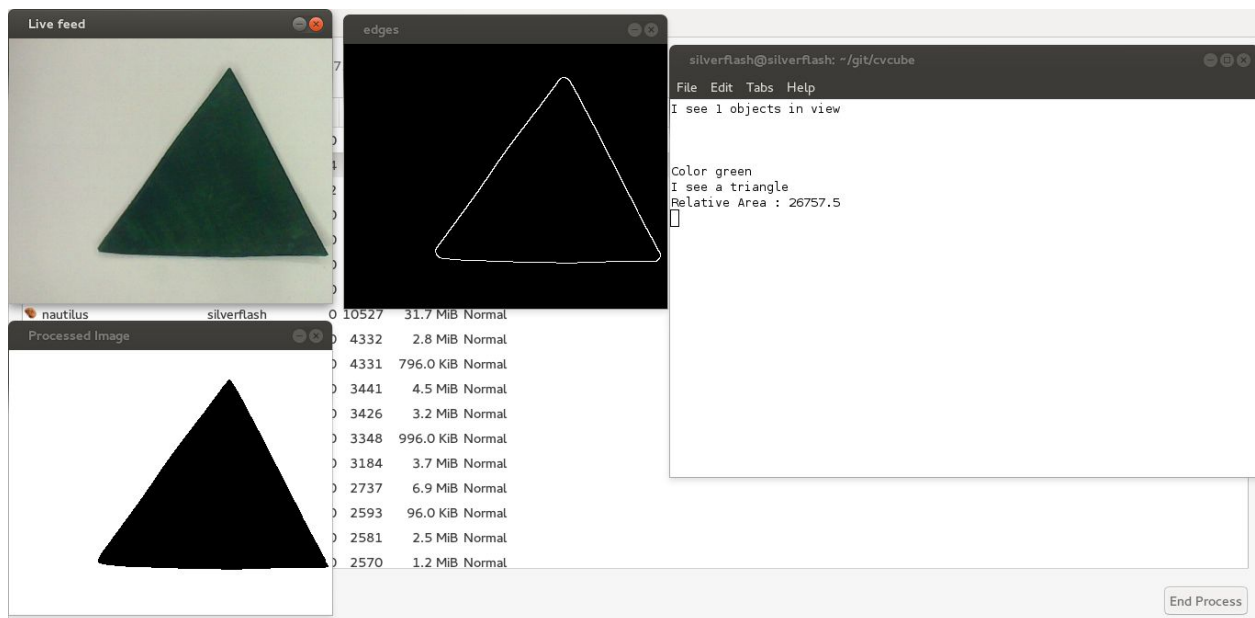 Live feed
edges
silverflash@silverflash: ~/git/cvcube
File Edit Tabs Help
I see 1 objects in view
Color green
I see a triangle
Relative Area : 26757.5
nautilus silverflash 0 10527 31.7 MiB Normal
Processed Image
4332 2.8 MiB Normal
4331 796.0 KiB Normal
3441 4.5 MiB Normal
3426 3.2 MiB Normal
3348 996.0 KiB Normal
3184 3.7 MiB Normal
2737 6.9 MiB Normal
2593 96.0 KiB Normal
2581 2.5 MiB Normal
2570 1.2 MiB Normal
End Process